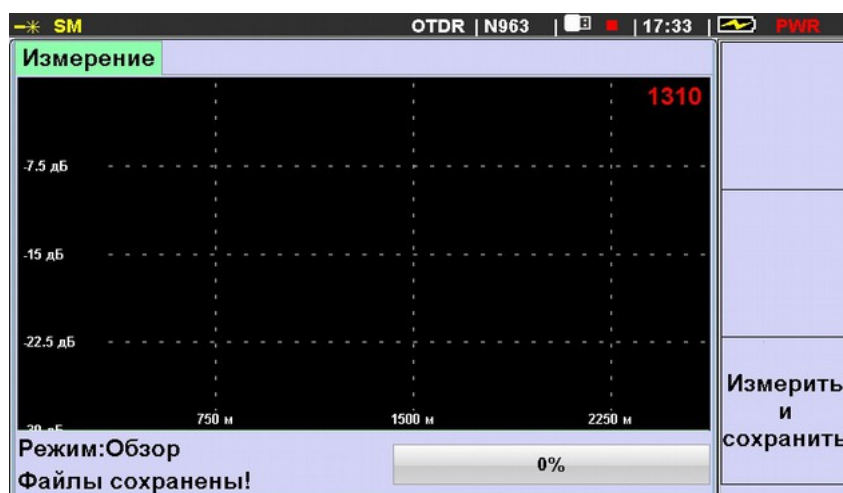 SM OTDR | N963 | | 17:33 | PWR
Измерение
1310
-7.5 дБ
-15 дБ
-22.5 дБ
750 м 1500 м 2250 м
Режим:Обзор
0%
Файлы сохранены!
Измерить
и
сохранить